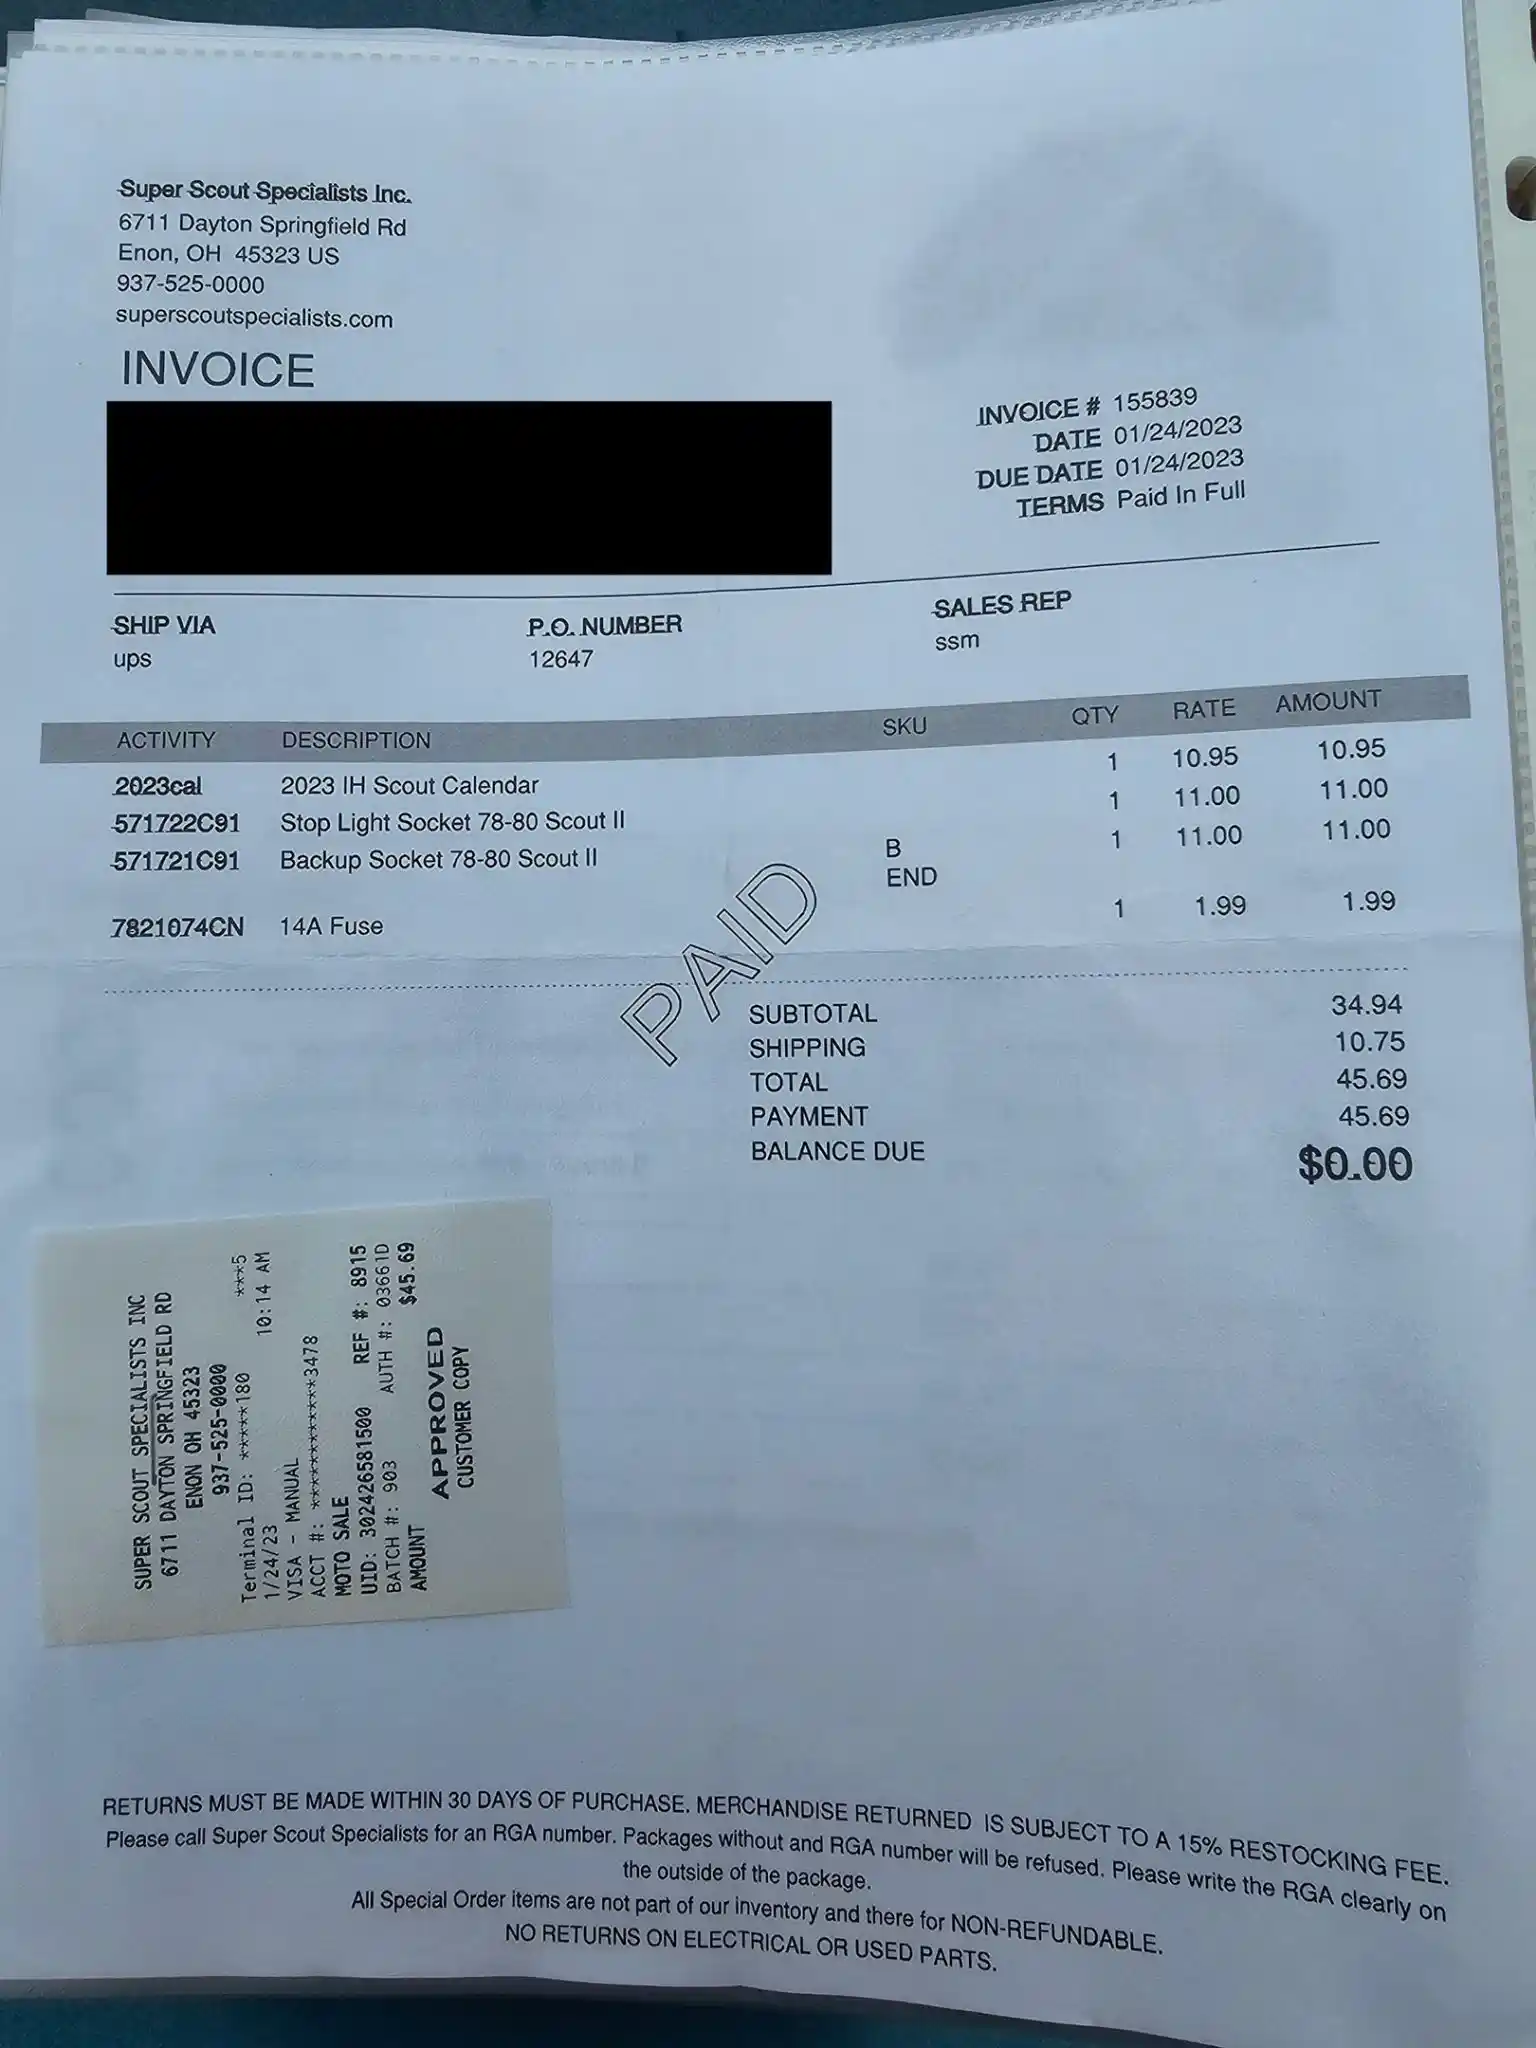 Super Scout Specialists Inc.
6711 Dayton Springfield Rd
Enon, OH 45323 US
937-525-0000
superscoutspecialists.com
INVOICE
INVOICE # 155839
DATE 01/24/2023
DUE DATE 01/24/2023
TERMS Paid In Full
SHIP VIA P.O. NUMBER SALES REP
ups 12647 ssm
ACTIVITY DESCRIPTION SKU QTY RATE AMOUNT
2023cal 2023 IH Scout Calendar 1 10.95 10.95
571722C91 Stop Light Socket 78-80 Scout II 1 11.00 11.00
571721C91 Backup Socket 78-80 Scout II B 1 11.00 11.00
END
7821074CN 14A Fuse 1 1.99 1.99
PAID
SUBTOTAL 34.94
SHIPPING 10.75
TOTAL 45.69
PAYMENT 45.69
BALANCE DUE $0.00
SUPER SCOUT SPECIALISTS INC
6711 DAYTON SPRINGFIELD RD
ENON OH 45323
937-525-0000
Terminal ID: *****180 ***5
1/24/23 10:14 AM
VISA - MANUAL
ACCT #: ************3478
MOTO SALE
UID: 302426581500 REF #: 8915
BATCH #: 903 AUTH #: 03661D
AMOUNT $45.69
APPROVED
CUSTOMER COPY
RETURNS MUST BE MADE WITHIN 30 DAYS OF PURCHASE. MERCHANDISE RETURNED IS SUBJECT TO A 15% RESTOCKING FEE.
Please call Super Scout Specialists for an RGA number. Packages without and RGA number will be refused. Please write the RGA clearly on
the outside of the package.
All Special Order items are not part of our inventory and there for NON-REFUNDABLE.
NO RETURNS ON ELECTRICAL OR USED PARTS.